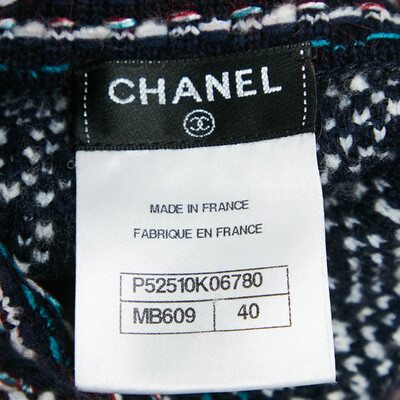 CHANEL
MADE IN FRANCE
FABRIQUE EN FRANCE
P52510K06780
MB609 40